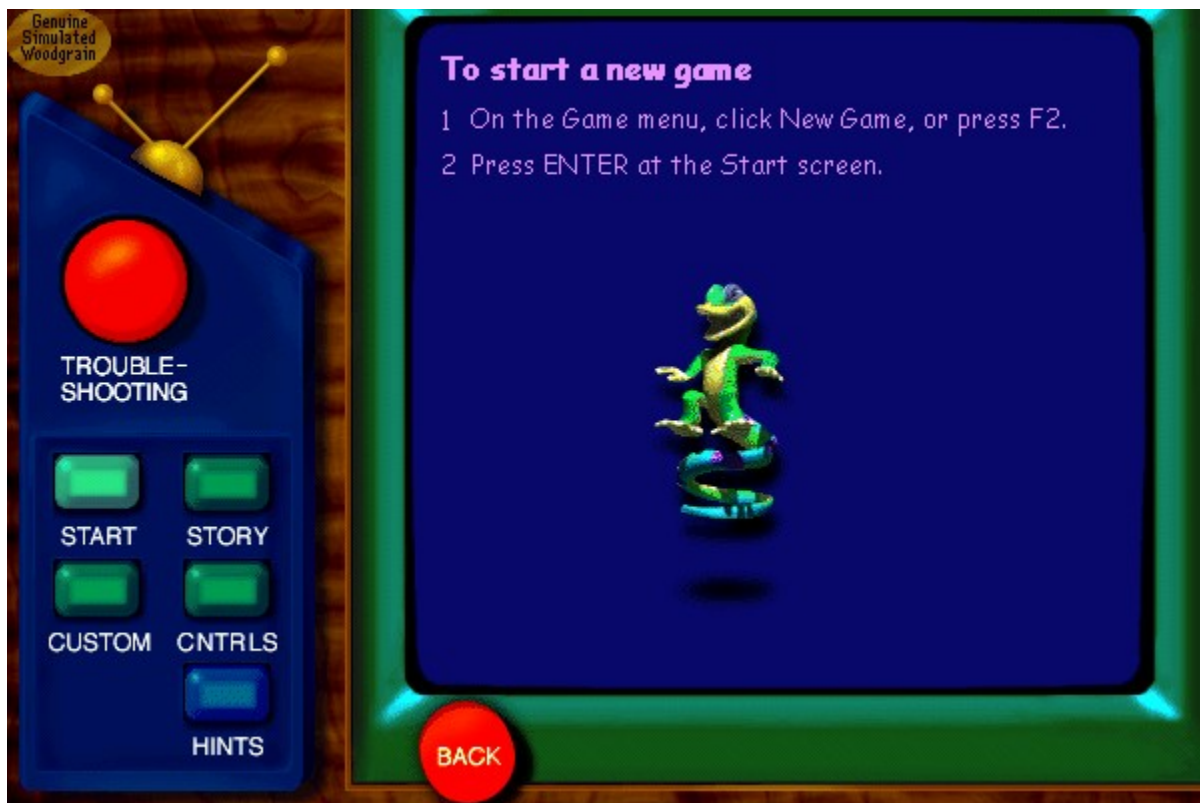 Genuine
Simulated
Woodgrain
To start a new game
1 On the Game menu, click New Game, or press F2.
2 Press ENTER at the Start screen.
TROUBLE-
SHOOTING
START
STORY
CUSTOM
CNTRLS
HINTS
BACK